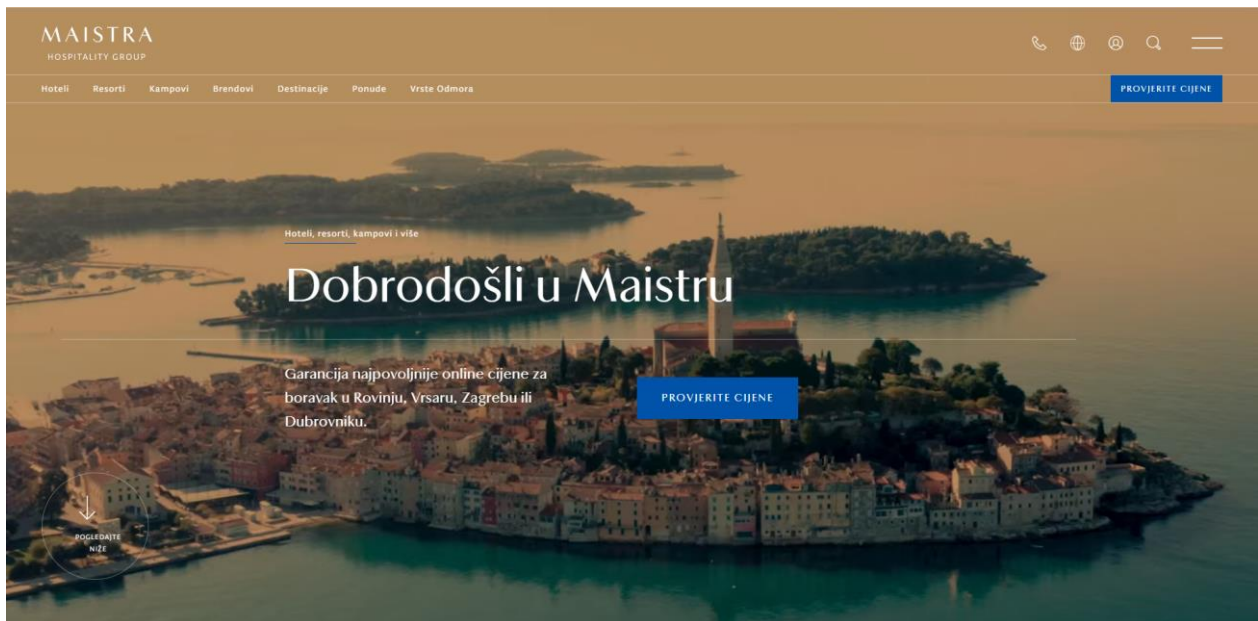 MAISTRA
HOSPITALITY GROUP
Hoteli Resorti Kampovi Brendovi Destinacije Ponude Vrste Odmora
PROVJERITE CIJENE
Hoteli, resorti, kampovi i više
Dobrodošli u Maistru
Garancija najpovoljnije online cijene za
boravak u Rovinju, Vrsaru, Zagrebu ili
Dubrovniku.
PROVJERITE CIJENE
POGLEDAJTE
NIŽE